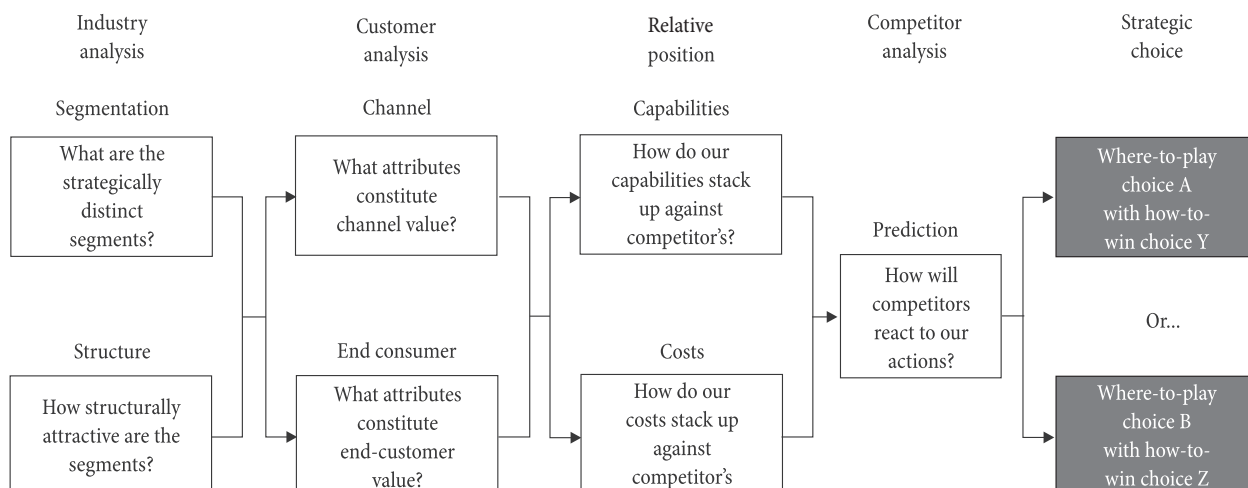 Industry
analysis
Customer
analysis
Relative
position
Competitor
analysis
Strategic
choice
Segmentation
What are the
strategically
distinct
segments?
Structure
How structurally
attractive are the
segments?
Channel
What attributes
constitute
channel value?
End consumer
What attributes
constitute
end-customer
value?
Capabilities
How do our
capabilities stack
up against
competitor's?
Costs
How do our
costs stack up
against
competitor's
Prediction
How will
competitors
react to our
actions?
Where-to-play
choice A
with how-to-
win choice Y
Or...
Where-to-play
choice B
with how-to-
win choice Z